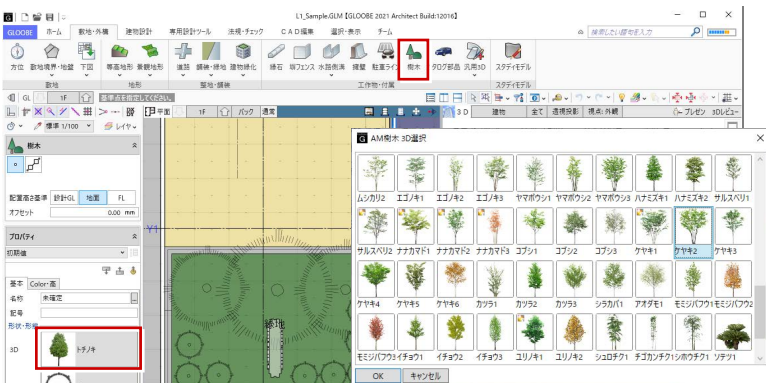 L1_Sample.GLM【GLOOBE 2021 Architect Build:12016】
GLOOBE ホーム 敷地・外構 建物設計 専用設計ツール 法規・チェック CAD編集 選択・表示 チーム 検索したい語句を入力
方位 敷地境界・地盤 下図 等高地形 景観地形 道路 舗装・緑地 建物緑化 縁石 WFフェンス 水路側溝 擁壁 駐車ライン 樹木 カタログ部品 汎用3D スタディモデル
敷地 地形 整地・舗装 工作物・付属 スタディモデル
GL 1F 基準点を指定してください。
平面 1F バック 通常 3D 建物 全て 透視投影 視点:外観 プレゼン 3Dレビュー
標準 1/100 レイヤ
樹木
配置高さ基準 設計GL 地面 FL
オフセット 0.00 mm
プロパティ
初期値
基本 Color・高
名称 未確定
記号
形状・形
3D トチノキ
Y1
緑地
AM樹木 3D選択
ムシカリ2 エゴノキ1 エゴノキ2 エゴノキ3 ヤマボウシ1 ヤマボウシ2 ヤマボウシ3 ハナミズキ1 ハナミズキ2 サルスベリ1
サルスベリ2 ナナカマド1 ナナカマド2 ナナカマド3 コブシ1 コブシ2 コブシ3 ケヤキ1 ケヤキ2 ケヤキ3
ケヤキ4 ケヤキ5 ケヤキ6 カツラ1 カツラ2 カツラ3 シラカバ1 アオダモ1 モミジバフウ1 モミジバフウ2
モミジバフウ3 イチョウ1 イチョウ2 イチョウ3 ユリノキ1 ユリノキ2 シュロチク1 チゴカンチク1 シホウチク1 ソテツ1
OK キャンセル